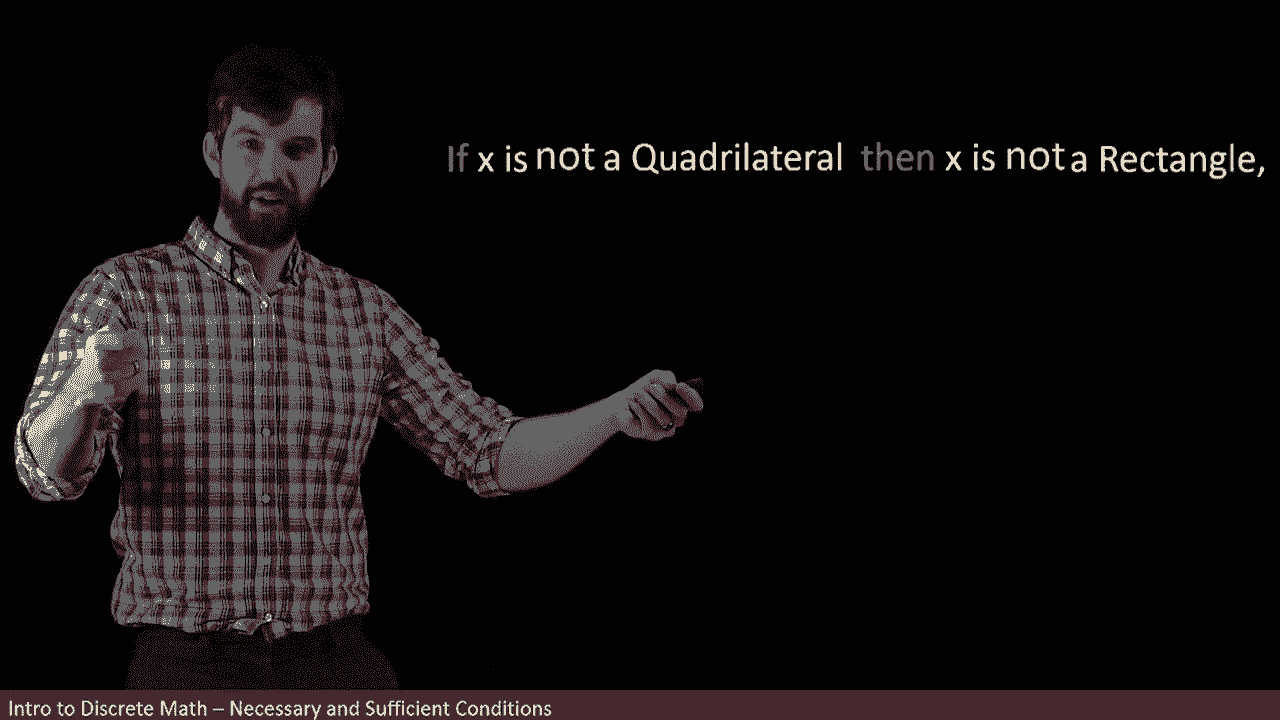 If x is not a Quadrilateral then x is not a Rectangle,
Intro to Discrete Math – Necessary and Sufficient Conditions